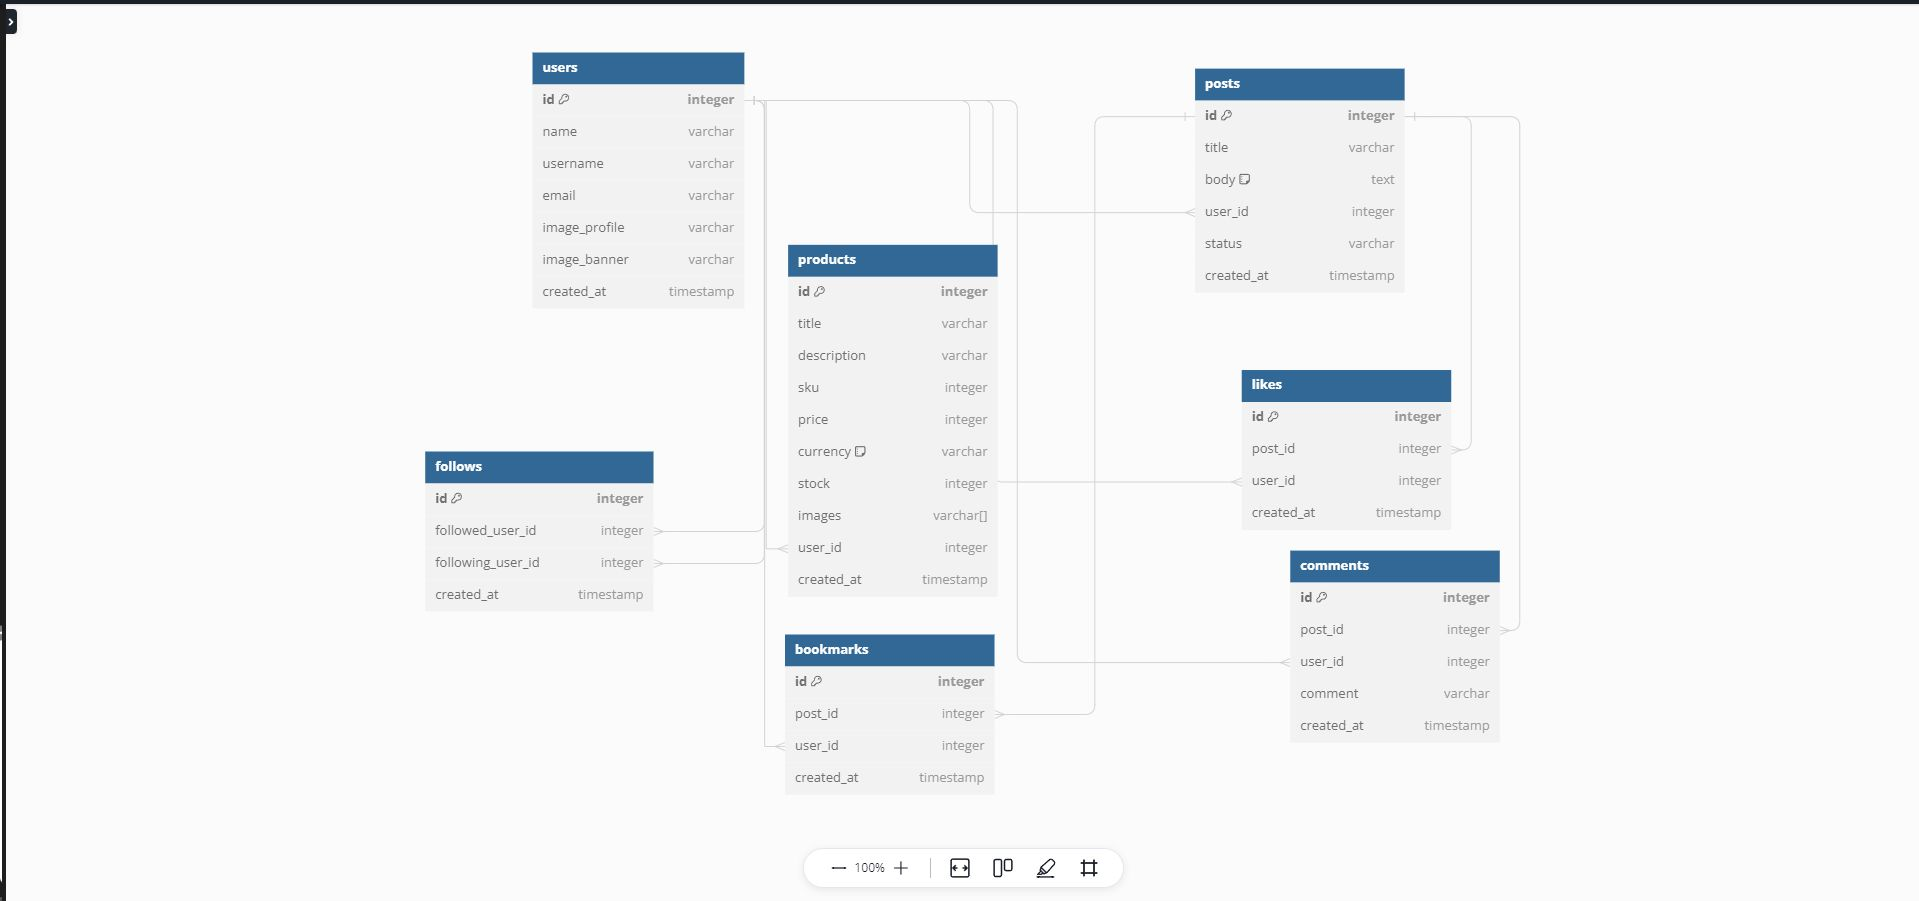 users
id integer
name varchar
username varchar
email varchar
image_profile varchar
image_banner varchar
created_at timestamp
posts
id integer
title varchar
body text
user_id integer
status varchar
created_at timestamp
products
id integer
title varchar
description varchar
sku integer
price integer
currency varchar
stock integer
images varchar[]
user_id integer
created_at timestamp
likes
id integer
post_id integer
user_id integer
created_at timestamp
follows
id integer
followed_user_id integer
following_user_id integer
created_at timestamp
comments
id integer
post_id integer
user_id integer
comment varchar
created_at timestamp
bookmarks
id integer
post_id integer
user_id integer
created_at timestamp
100%